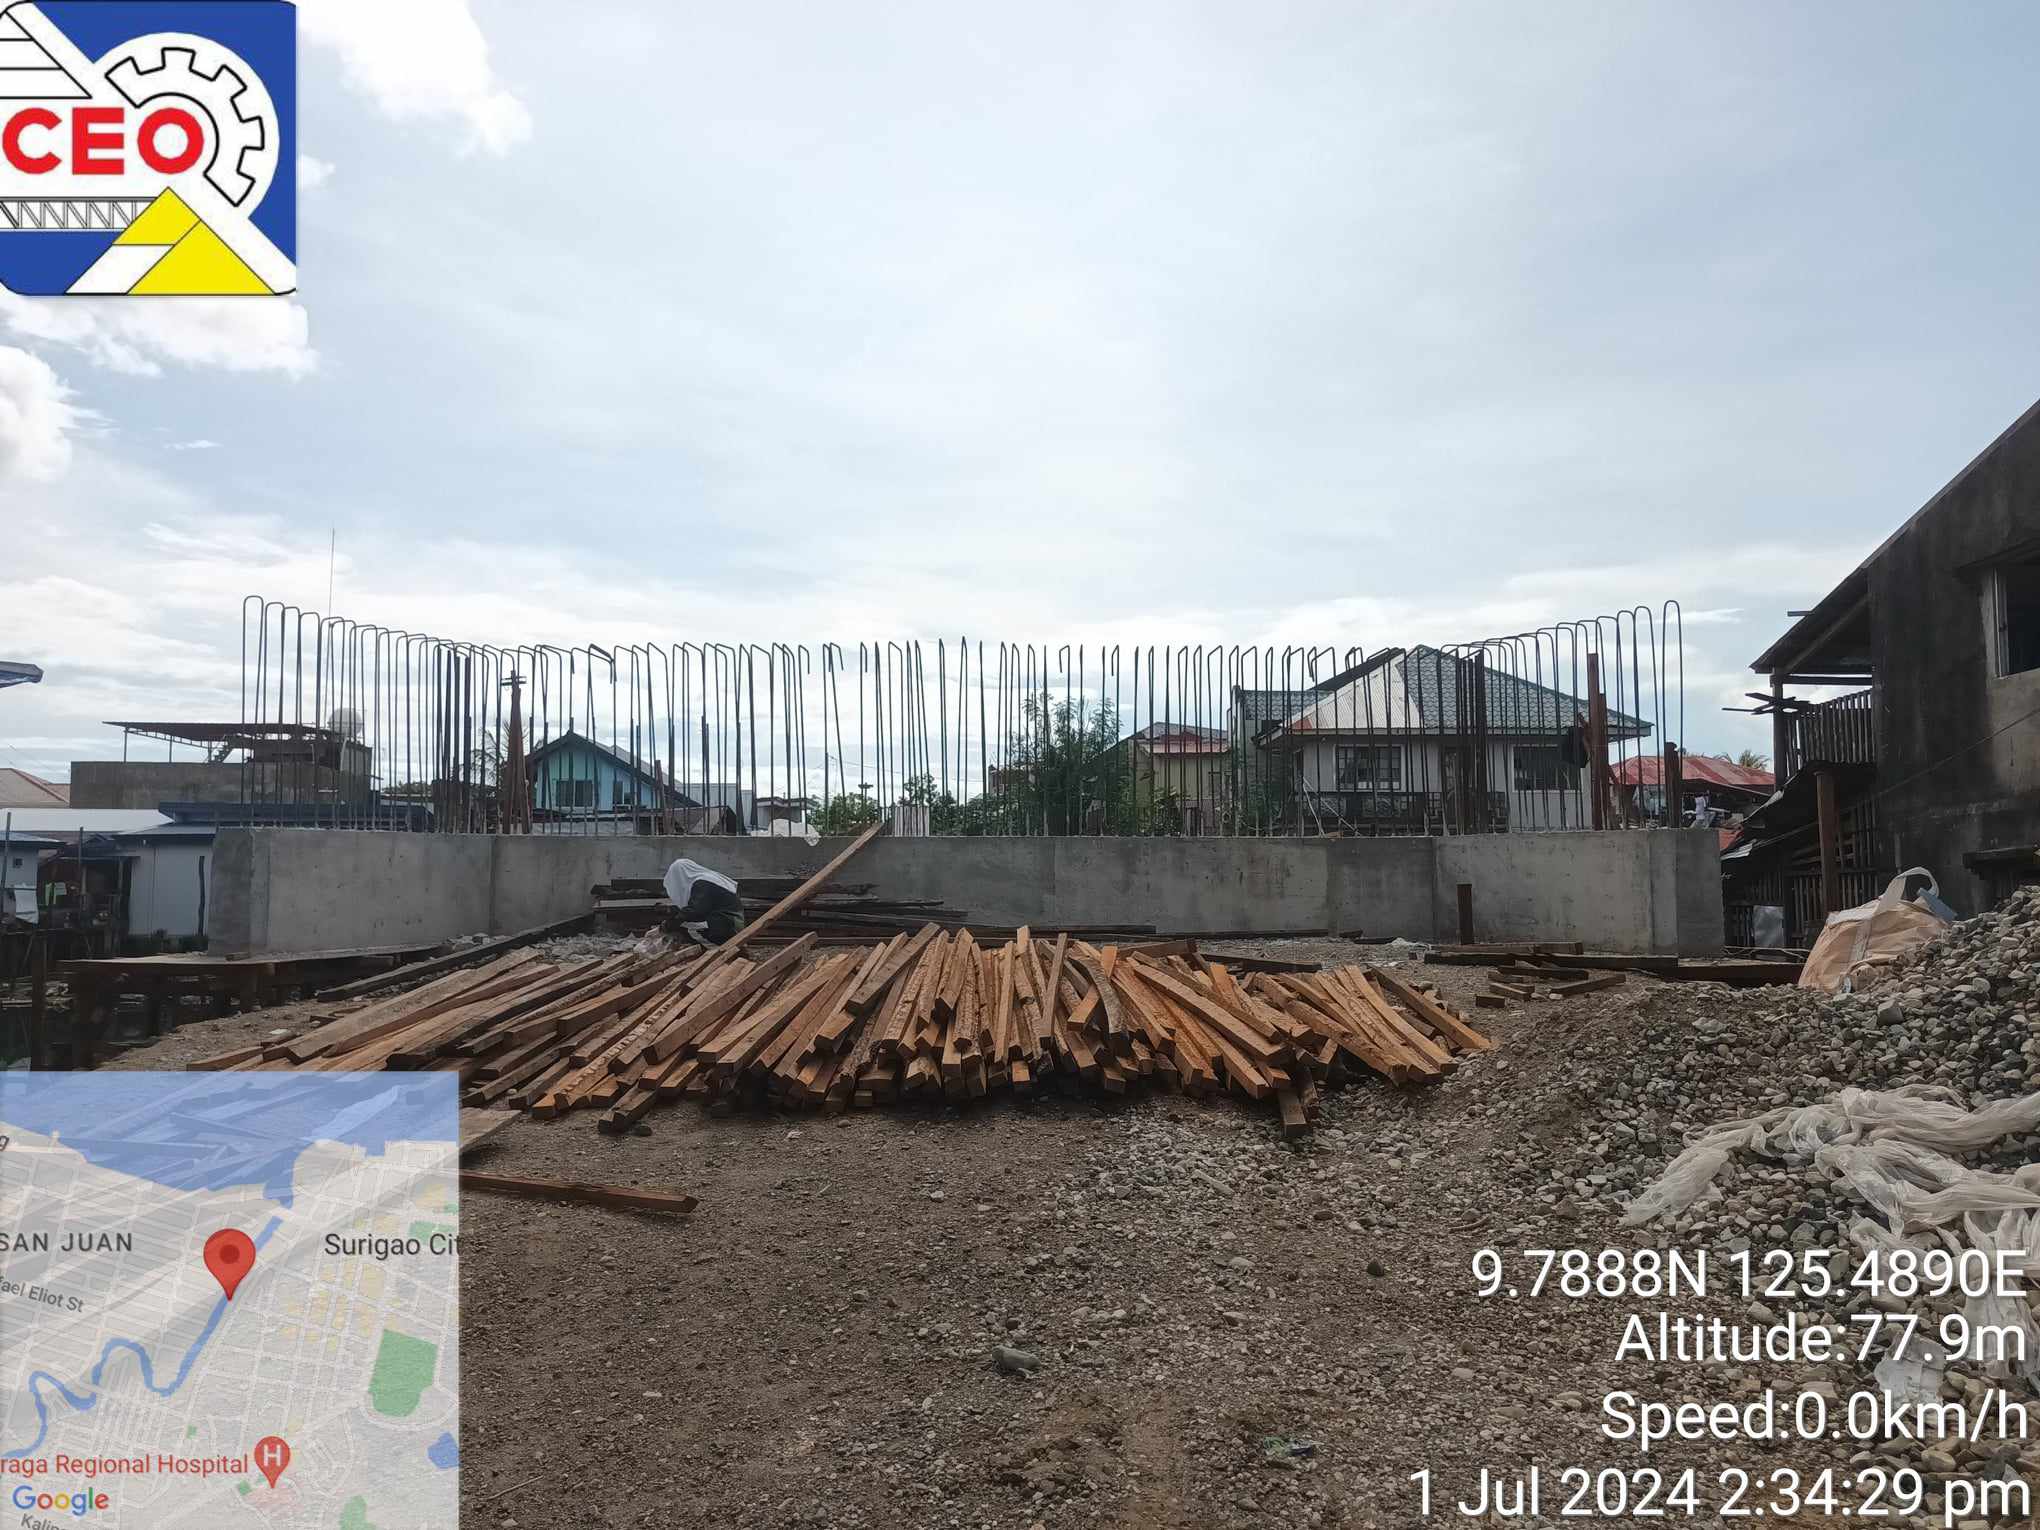 CEO
SAN JUAN
Surigao Cit
fael Eliot St
raga Regional Hospital
H
Google
9.7888N 125.4890E
Altitude:77.9m
Speed:0.0km/h
1 Jul 2024 2:34:29 pm